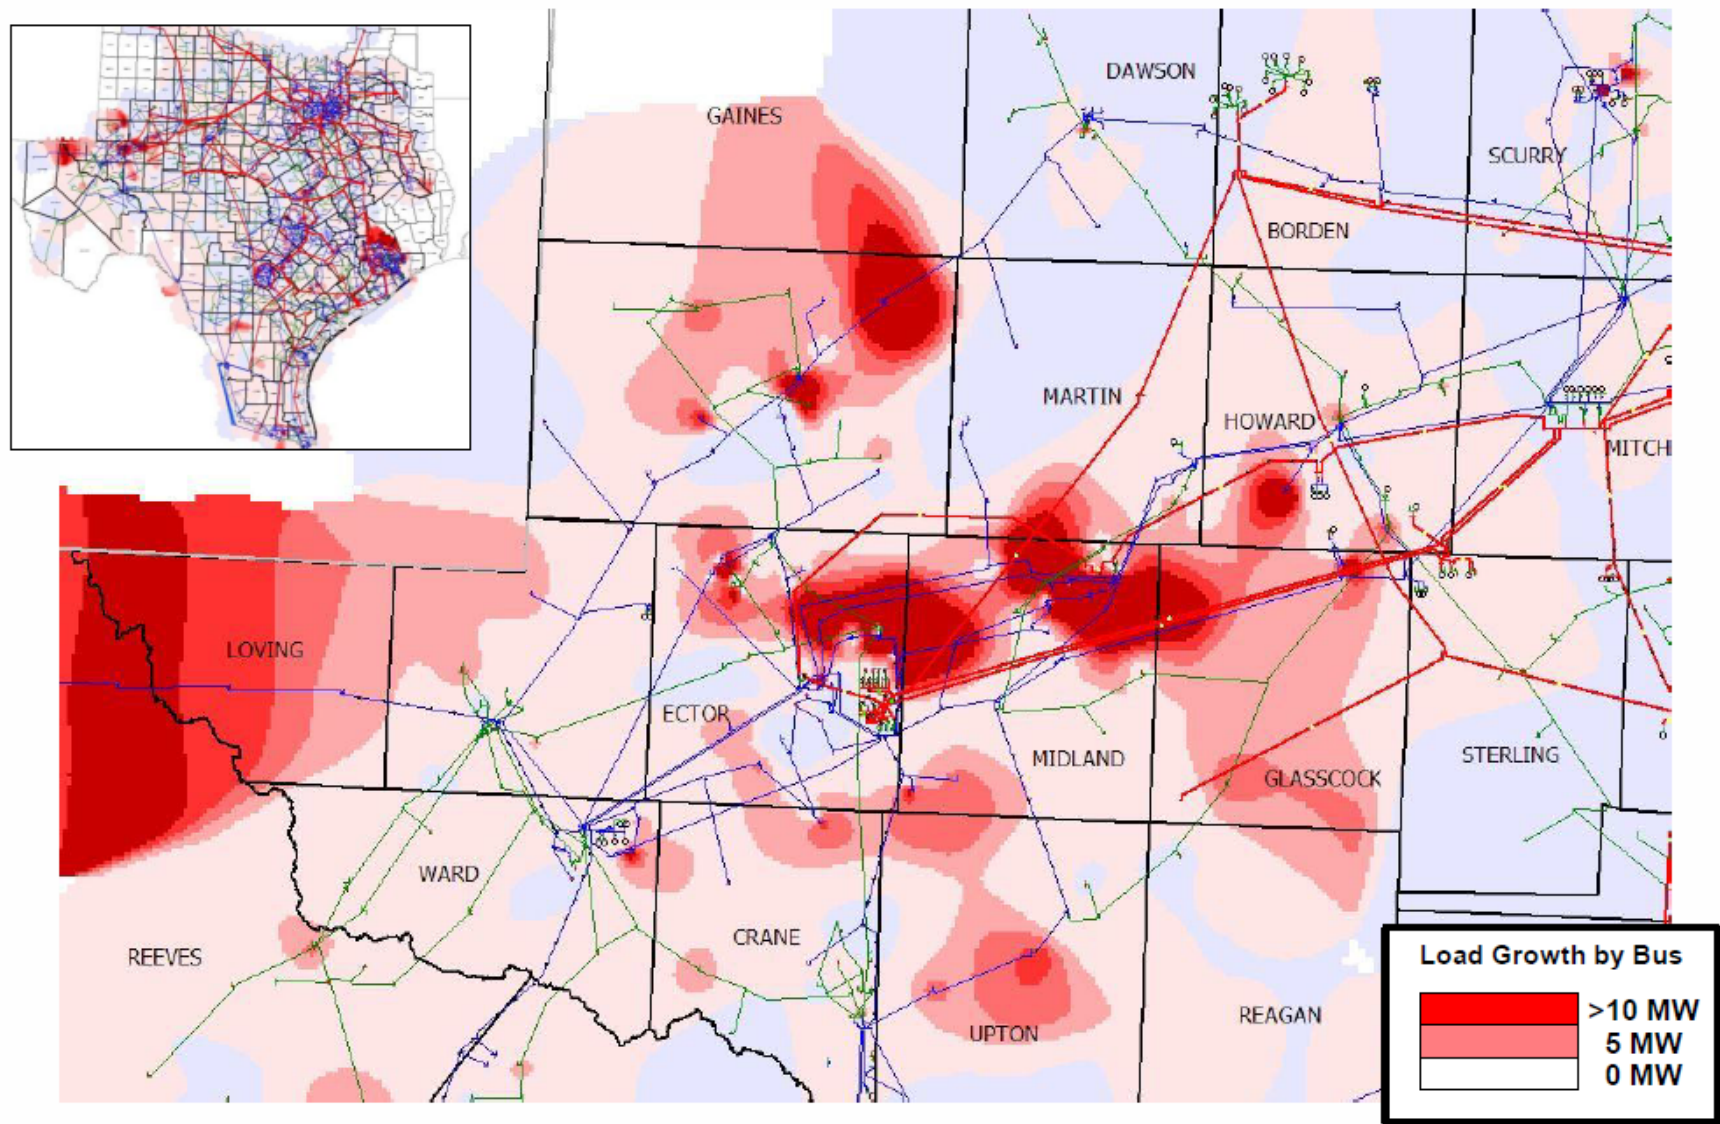 DAWSON
GAINES
SCURRY
BORDEN
MARTIN
HOWARD
MITCH
LOVING
ECTOR
MIDLAND
STERLING
GLASSCOCK
WARD
CRANE
REEVES
UPTON
REAGAN
Load Growth by Bus
>10 MW
5 MW
0 MW